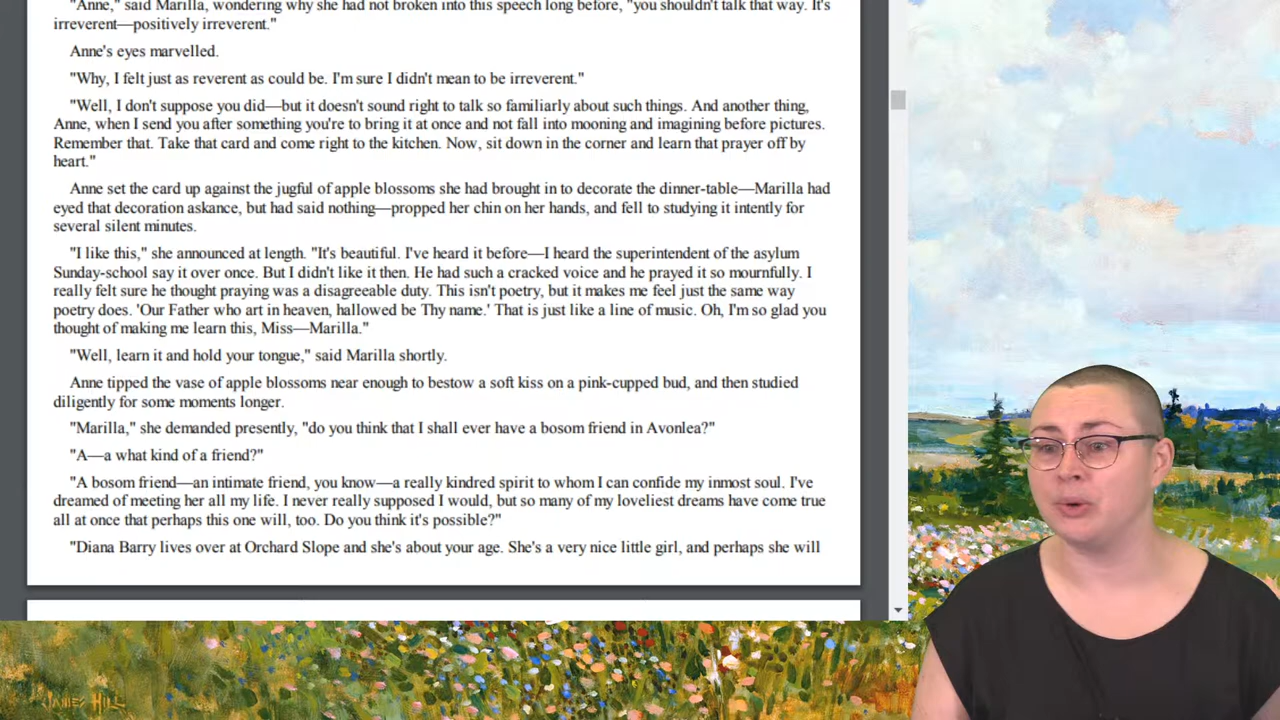 "Anne," said Marilla, wondering why she had not broken into this speech long before, "you shouldn't talk that way. It's
irreverent—positively irreverent."
Anne's eyes marvelled.
"Why, I felt just as reverent as could be. I'm sure I didn't mean to be irreverent."
"Well, I don't suppose you did—but it doesn't sound right to talk so familiarly about such things. And another thing,
Anne, when I send you after something you're to bring it at once and not fall into mooning and imagining before pictures.
Remember that. Take that card and come right to the kitchen. Now, sit down in the corner and learn that prayer off by
heart."
Anne set the card up against the jugful of apple blossoms she had brought in to decorate the dinner-table—Marilla had
eyed that decoration askance, but had said nothing—propped her chin on her hands, and fell to studying it intently for
several silent minutes.
"I like this," she announced at length. "It's beautiful. I've heard it before—I heard the superintendent of the asylum
Sunday-school say it over once. But I didn't like it then. He had such a cracked voice and he prayed it so mournfully. I
really felt sure he thought praying was a disagreeable duty. This isn't poetry, but it makes me feel just the same way
poetry does. 'Our Father who art in heaven, hallowed be Thy name.' That is just like a line of music. Oh, I'm so glad you
thought of making me learn this, Miss—Marilla."
"Well, learn it and hold your tongue," said Marilla shortly.
Anne tipped the vase of apple blossoms near enough to bestow a soft kiss on a pink-cupped bud, and then studied
diligently for some moments longer.
"Marilla," she demanded presently, "do you think that I shall ever have a bosom friend in Avonlea?"
"A—a what kind of a friend?"
"A bosom friend—an intimate friend, you know—a really kindred spirit to whom I can confide my inmost soul. I've
dreamed of meeting her all my life. I never really supposed I would, but so many of my loveliest dreams have come true
all at once that perhaps this one will, too. Do you think it's possible?"
"Diana Barry lives over at Orchard Slope and she's about your age. She's a very nice little girl, and perhaps she will
JAMES HILL